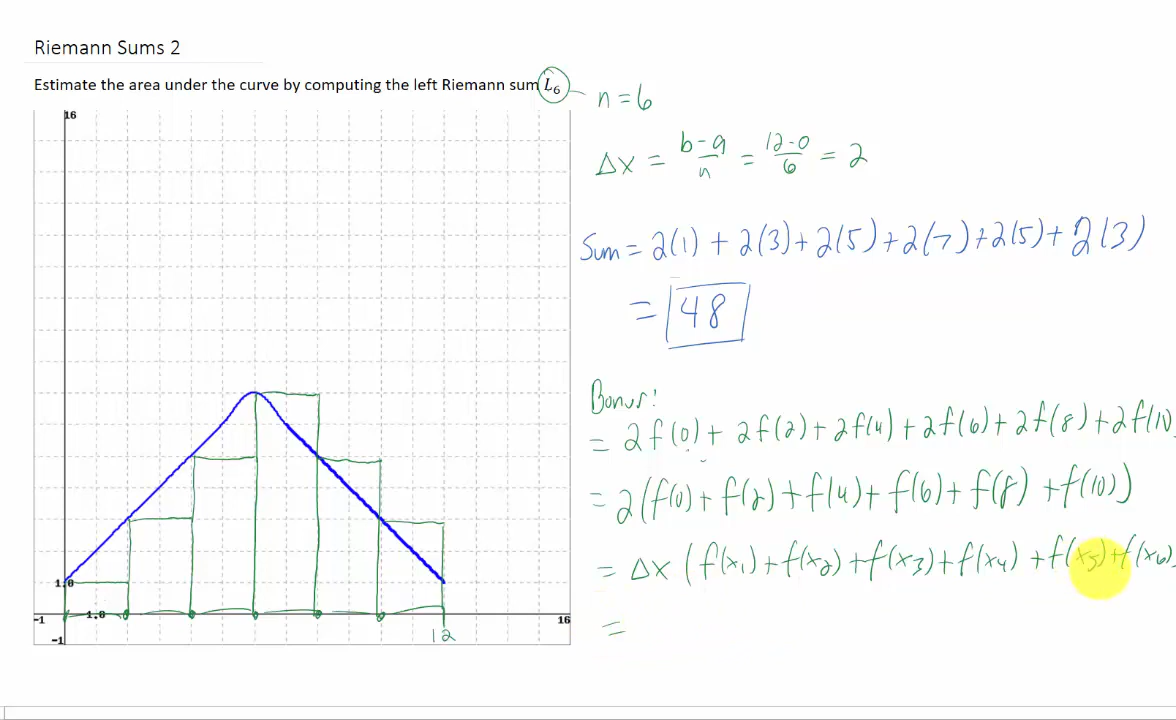 Riemann Sums 2
Estimate the area under the curve by computing the left Riemann sum L₆
n = 6
Δx = (b-a)/n = (12-0)/6 = 2
Sum = 2(1) + 2(3) + 2(5) + 2(7) + 2(5) + 2(3)
= 48
Bonus:
= 2f(0) + 2f(2) + 2f(4) + 2f(6) + 2f(8) + 2f(10
= 2(f(0) + f(2) + f(4) + f(6) + f(8) + f(10))
= Δx (f(x₁) + f(x₂) + f(x₃) + f(x₄) + f(x₅) + f(x₆)
=
16
1.0
-1
1.0
16
-1
12